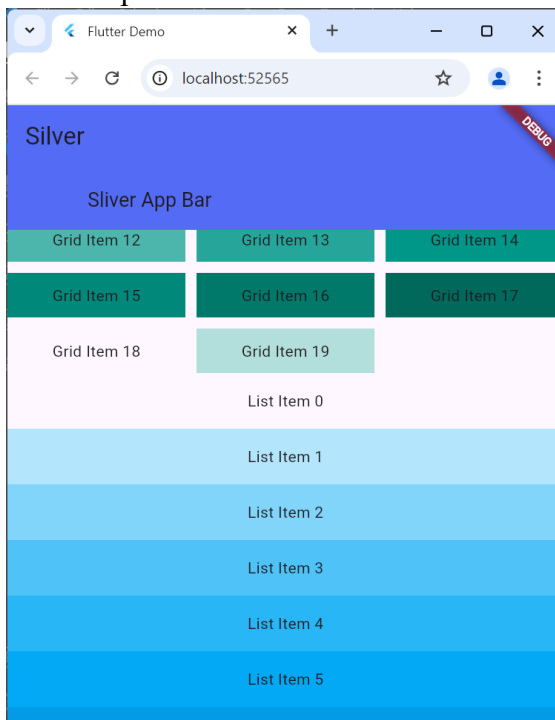 Flutter Demo
localhost:52565
DEBUG
Silver
Sliver App Bar
Grid Item 12 Grid Item 13 Grid Item 14
Grid Item 15 Grid Item 16 Grid Item 17
Grid Item 18 Grid Item 19
List Item 0
List Item 1
List Item 2
List Item 3
List Item 4
List Item 5